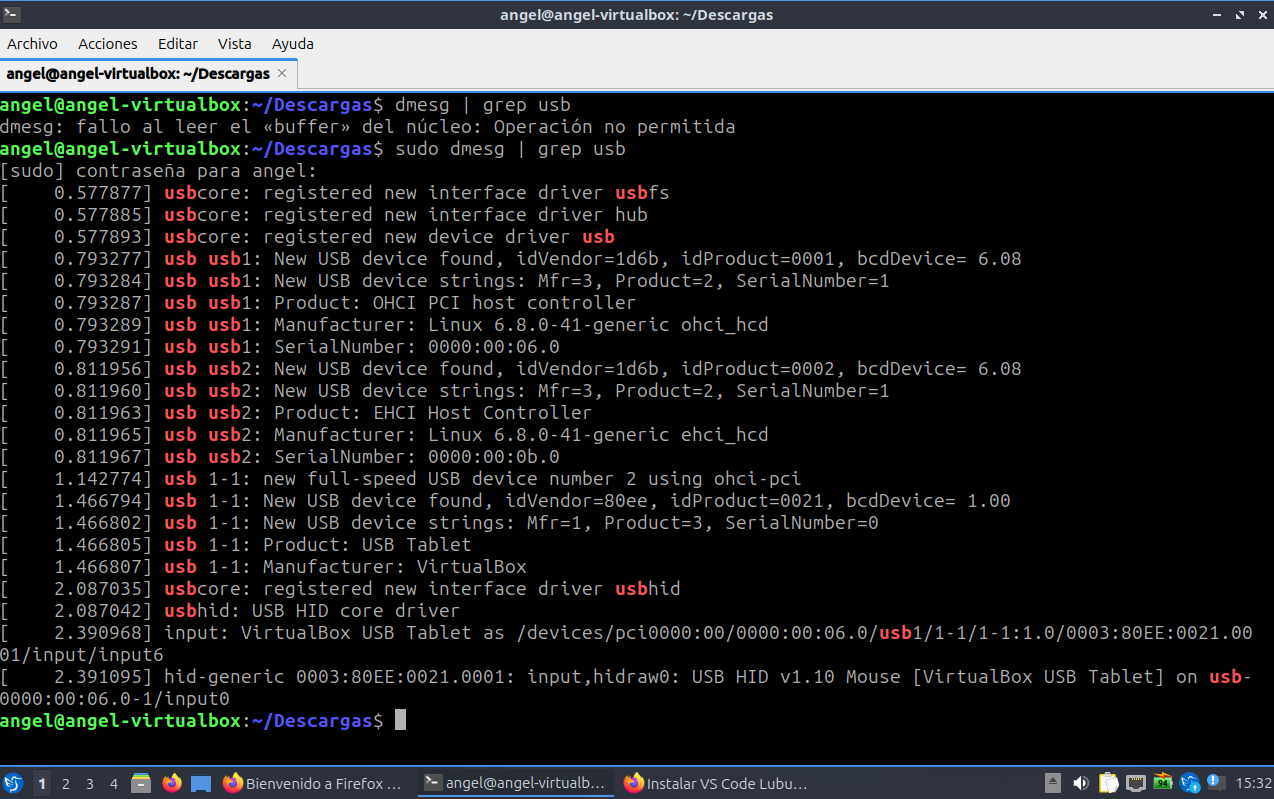 angel@angel-virtualbox: ~/Descargas
Archivo Acciones Editar Vista Ayuda
angel@angel-virtualbox: ~/Descargas ×
angel@angel-virtualbox:~/Descargas$ dmesg | grep usb
dmesg: fallo al leer el «buffer» del núcleo: Operación no permitida
angel@angel-virtualbox:~/Descargas$ sudo dmesg | grep usb
[sudo] contraseña para angel:
[    0.577877] usbcore: registered new interface driver usbfs
[    0.577885] usbcore: registered new interface driver hub
[    0.577893] usbcore: registered new device driver usb
[    0.793277] usb usb1: New USB device found, idVendor=1d6b, idProduct=0001, bcdDevice= 6.08
[    0.793284] usb usb1: New USB device strings: Mfr=3, Product=2, SerialNumber=1
[    0.793287] usb usb1: Product: OHCI PCI host controller
[    0.793289] usb usb1: Manufacturer: Linux 6.8.0-41-generic ohci_hcd
[    0.793291] usb usb1: SerialNumber: 0000:00:06.0
[    0.811956] usb usb2: New USB device found, idVendor=1d6b, idProduct=0002, bcdDevice= 6.08
[    0.811960] usb usb2: New USB device strings: Mfr=3, Product=2, SerialNumber=1
[    0.811963] usb usb2: Product: EHCI Host Controller
[    0.811965] usb usb2: Manufacturer: Linux 6.8.0-41-generic ehci_hcd
[    0.811967] usb usb2: SerialNumber: 0000:00:0b.0
[    1.142774] usb 1-1: new full-speed USB device number 2 using ohci-pci
[    1.466794] usb 1-1: New USB device found, idVendor=80ee, idProduct=0021, bcdDevice= 1.00
[    1.466802] usb 1-1: New USB device strings: Mfr=1, Product=3, SerialNumber=0
[    1.466805] usb 1-1: Product: USB Tablet
[    1.466807] usb 1-1: Manufacturer: VirtualBox
[    2.087035] usbcore: registered new interface driver usbhid
[    2.087042] usbhid: USB HID core driver
[    2.390968] input: VirtualBox USB Tablet as /devices/pci0000:00/0000:00:06.0/usb1/1-1/1-1:1.0/0003:80EE:0021.00
01/input/input6
[    2.391095] hid-generic 0003:80EE:0021.0001: input,hidraw0: USB HID v1.10 Mouse [VirtualBox USB Tablet] on usb-
0000:00:06.0-1/input0
angel@angel-virtualbox:~/Descargas$
1 2 3 4 Bienvenido a Firefox ... angel@angel-virtualb... Instalar VS Code Lubu... 94 15:32